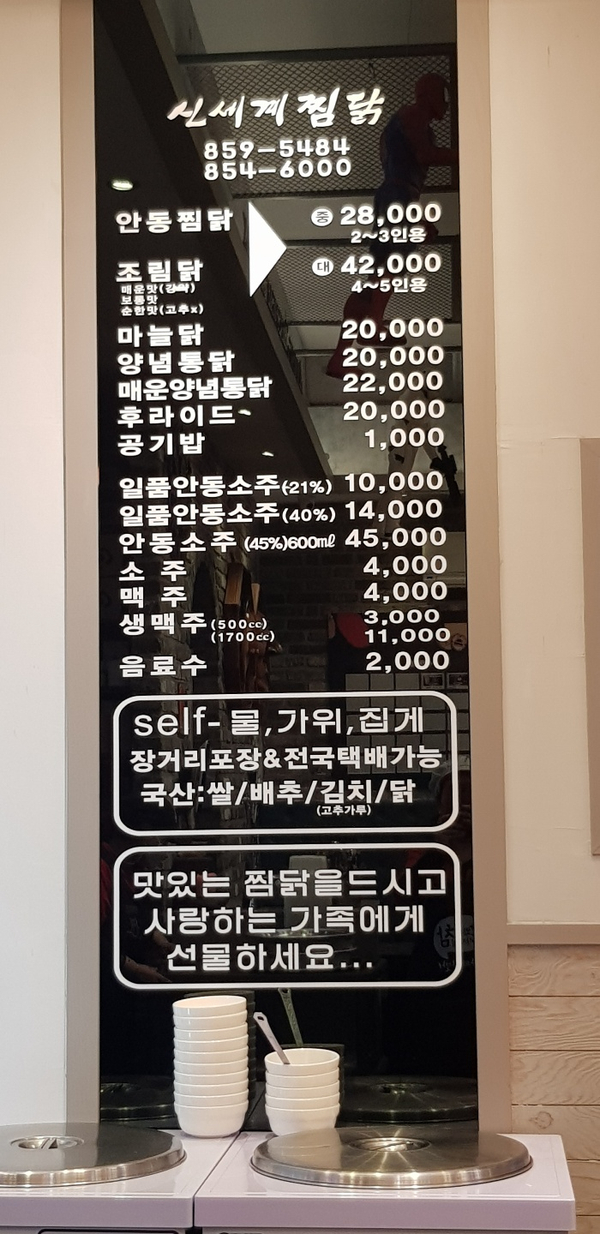 신세계찜닭
859-5484
854-6000
안동찜닭 중 28,000
2~3인용
조림닭 대 42,000
매운맛(강약) 4~5인용
보통맛
순한맛(고추x)
마늘닭 20,000
양념통닭 20,000
매운양념통닭 22,000
후라이드 20,000
공기밥 1,000
일품안동소주(21%) 10,000
일품안동소주(40%) 14,000
안동소주 (45%)600㎖ 45,000
소 주 4,000
맥 주 4,000
생맥주(500cc) 3,000
(1700cc) 11,000
음료수 2,000
self- 물,가위,집게
장거리포장&전국택배가능
국산:쌀/배추/김치/닭
(고추가루)
맛있는 찜닭을드시고
사랑하는 가족에게
선물하세요...